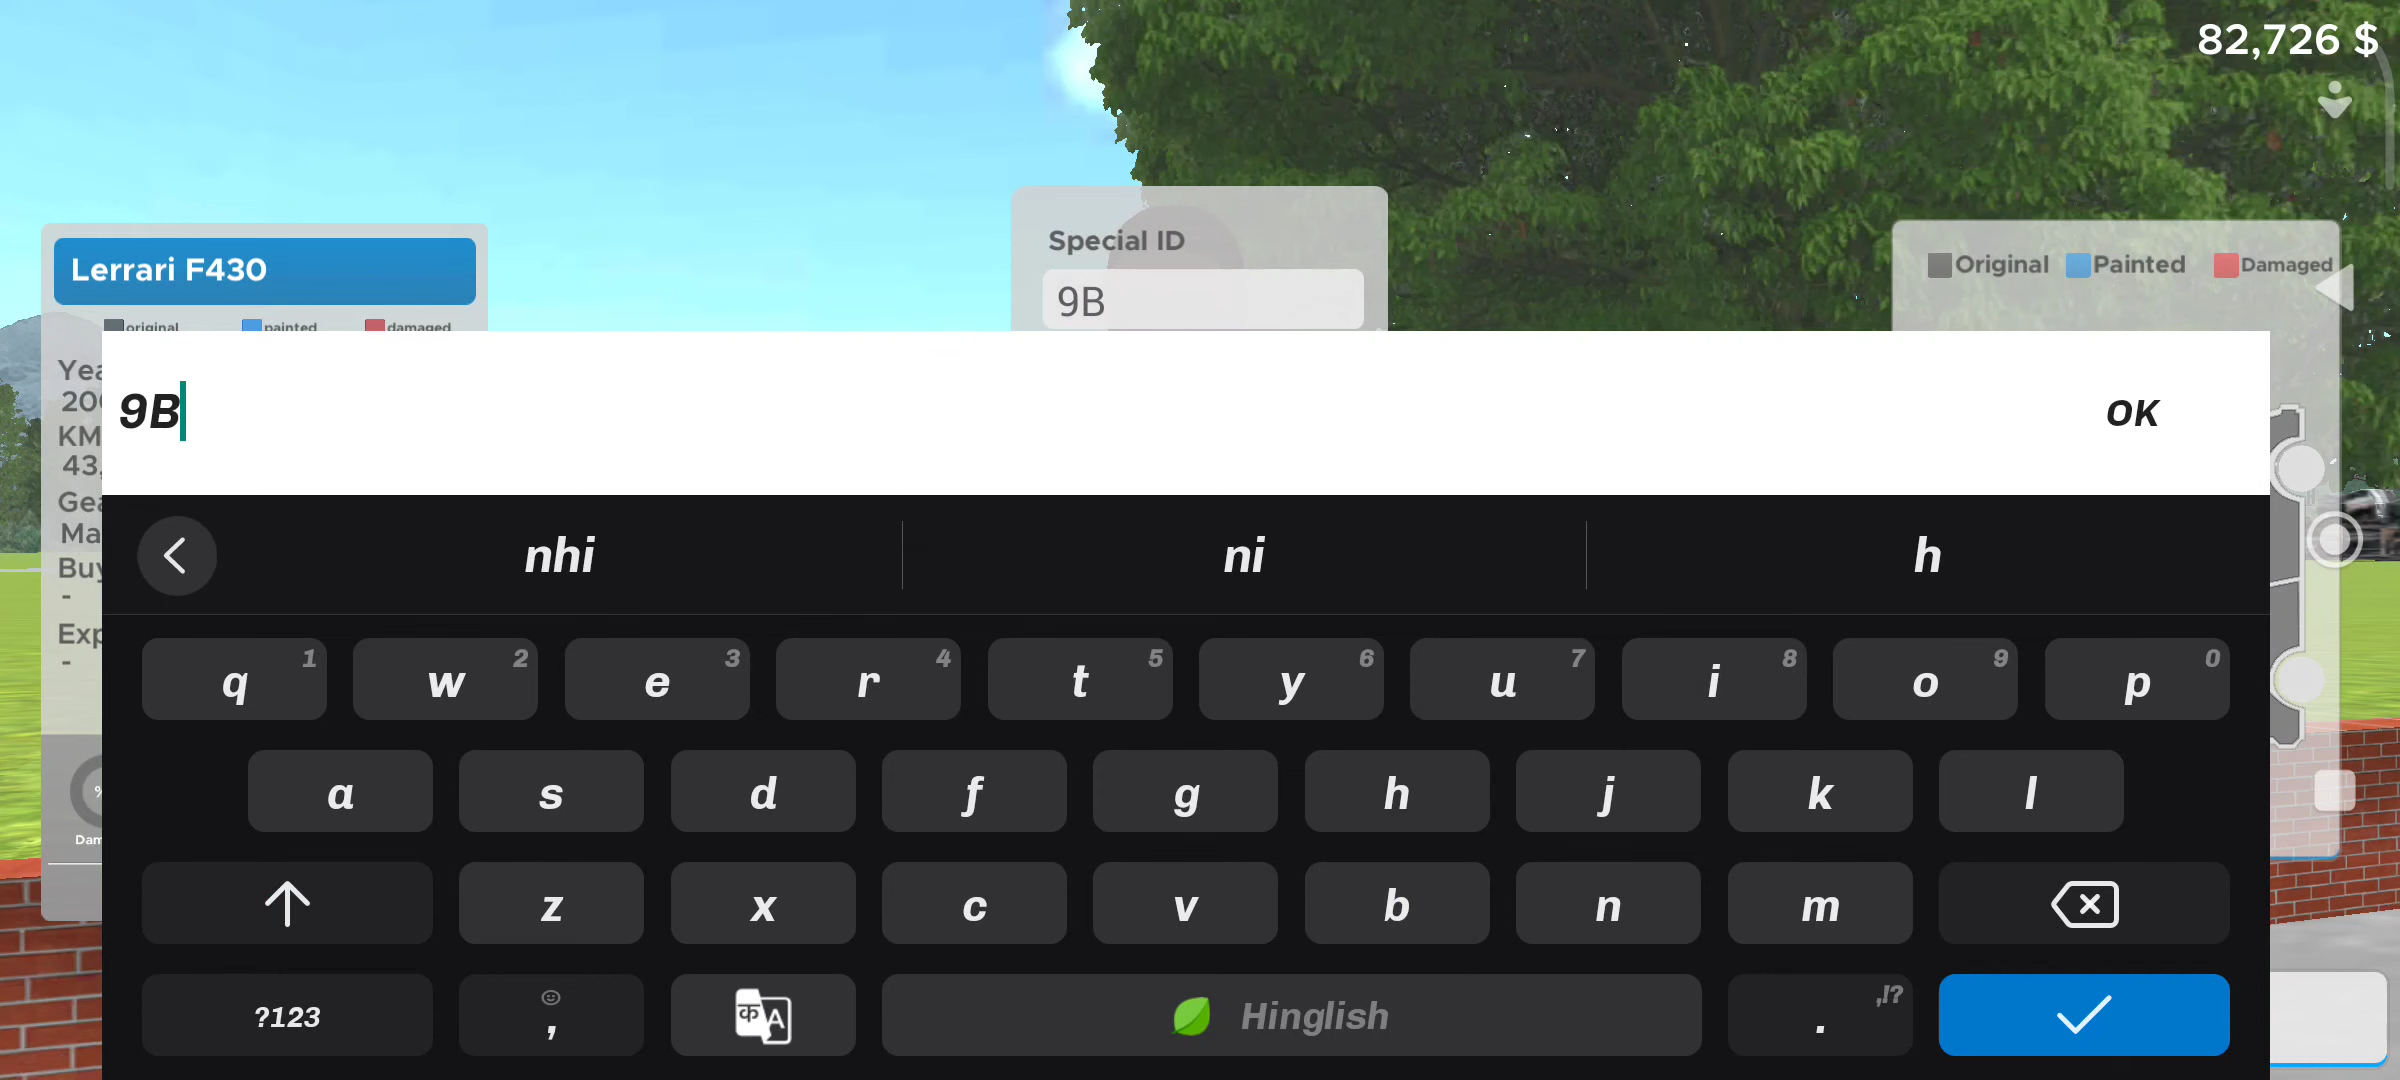 82,726 $
Lerrari F430
original painted damaged
Special ID
9B
Original Painted Damaged
9B
OK
nhi ni h
q 1 w 2 e 3 r 4 t 5 y 6 u 7 i 8 o 9 p 0
a s d f g h j k l
z x c v b n m
?123 , क A Hinglish . ,!?
-
-